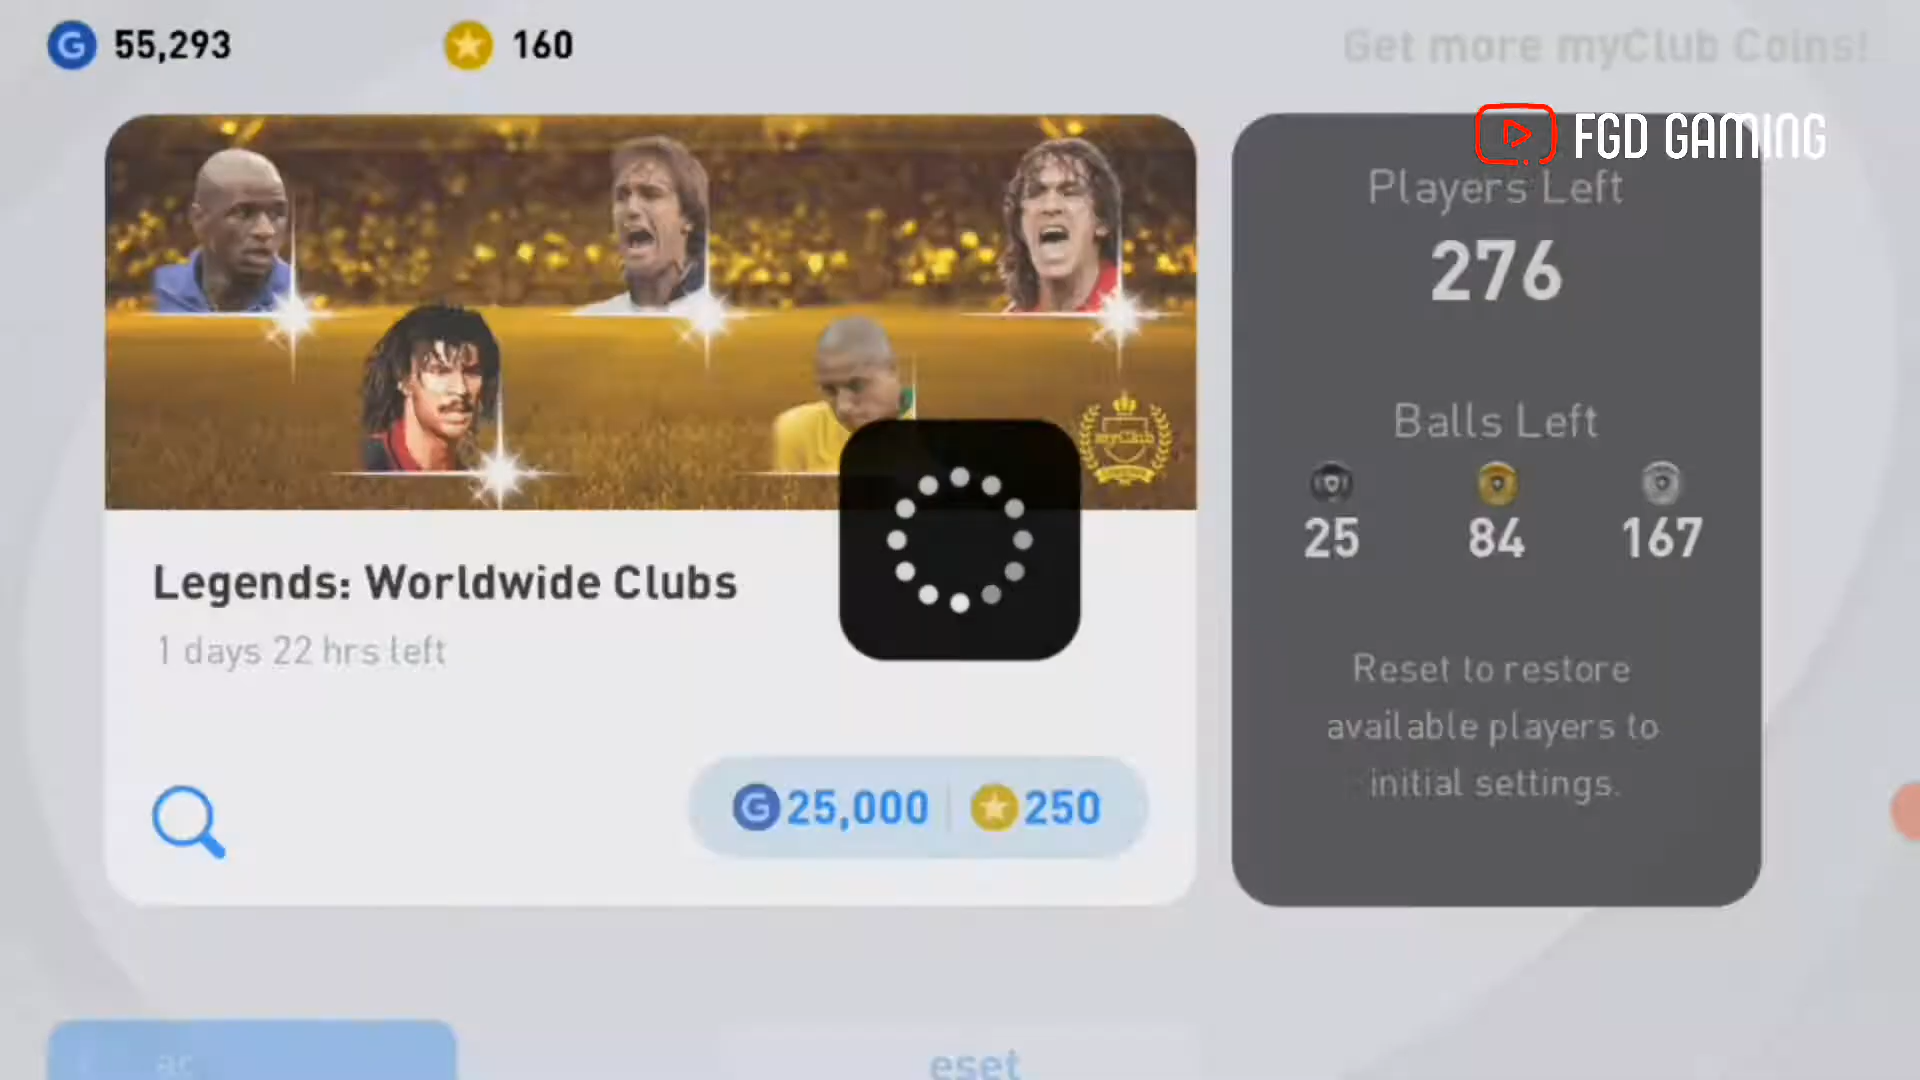 55,293
160
Get more myClub Coins!
FGD GAMING
Players Left
276
Balls Left
25
84
167
Reset to restore
available players to
initial settings.
myClub
Legends: Worldwide Clubs
1 days 22 hrs left
G 25,000
250
eset